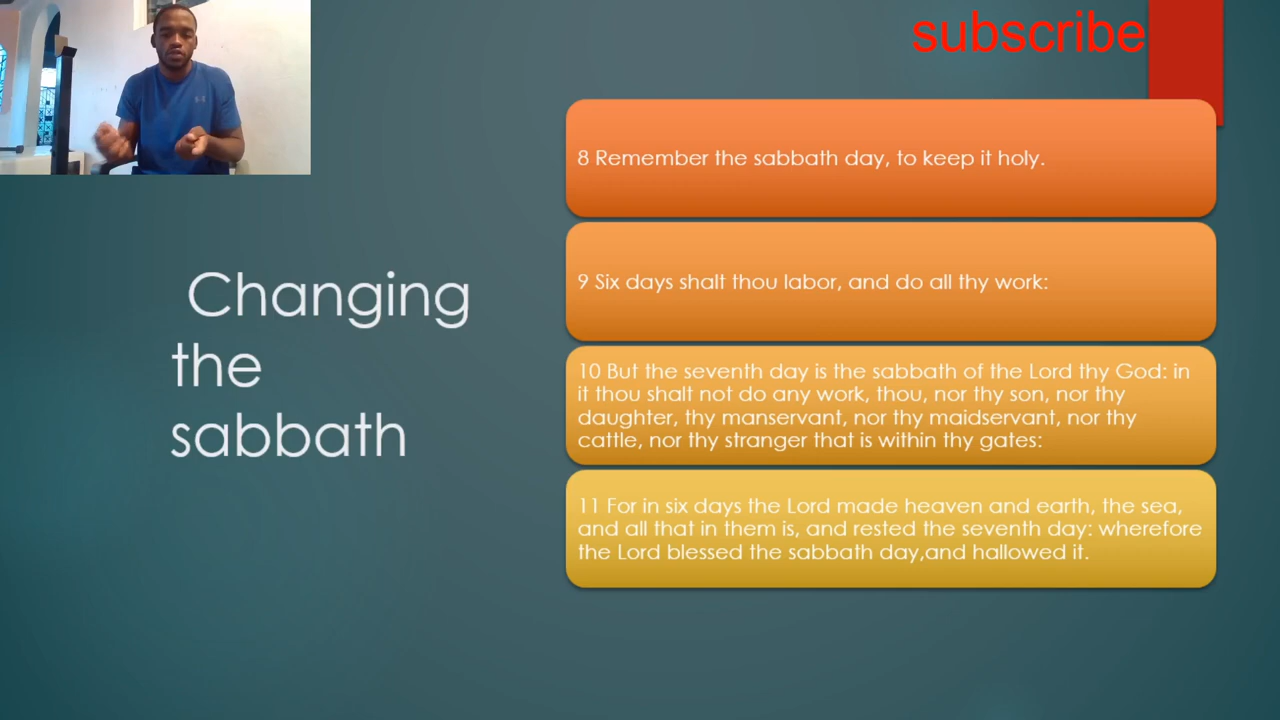 subscribe
Changing
the
sabbath
8 Remember the sabbath day, to keep it holy.
9 Six days shalt thou labor, and do all thy work:
10 But the seventh day is the sabbath of the Lord thy God: in
it thou shalt not do any work, thou, nor thy son, nor thy
daughter, thy manservant, nor thy maidservant, nor thy
cattle, nor thy stranger that is within thy gates:
11 For in six days the Lord made heaven and earth, the sea,
and all that in them is, and rested the seventh day: wherefore
the Lord blessed the sabbath day,and hallowed it.